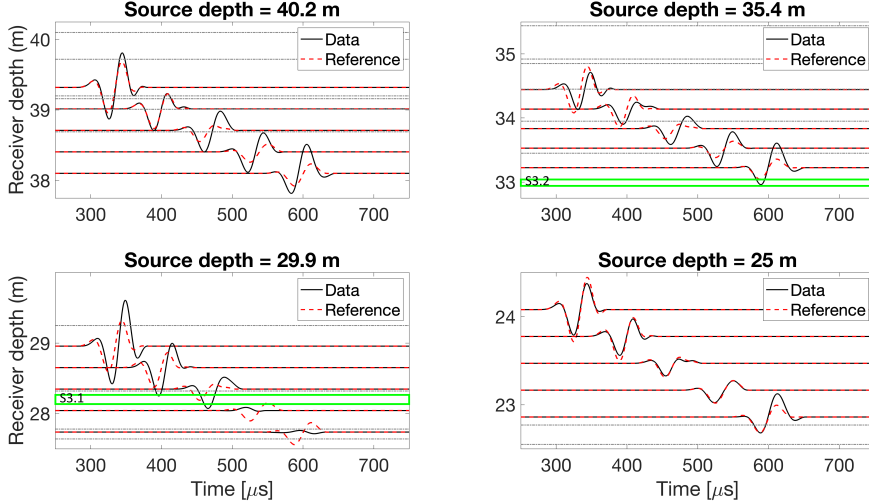 Source depth = 40.2 m
Receiver depth (m)
40
39
38
Data
Reference
300 400 500 600 700
Source depth = 35.4 m
35
34
33
Data
Reference
S3.2
300 400 500 600 700
Source depth = 29.9 m
Receiver depth (m)
29
28
Data
Reference
S3.1
300 400 500 600 700
Time [μs]
Source depth = 25 m
24
23
Data
Reference
300 400 500 600 700
Time [μs]